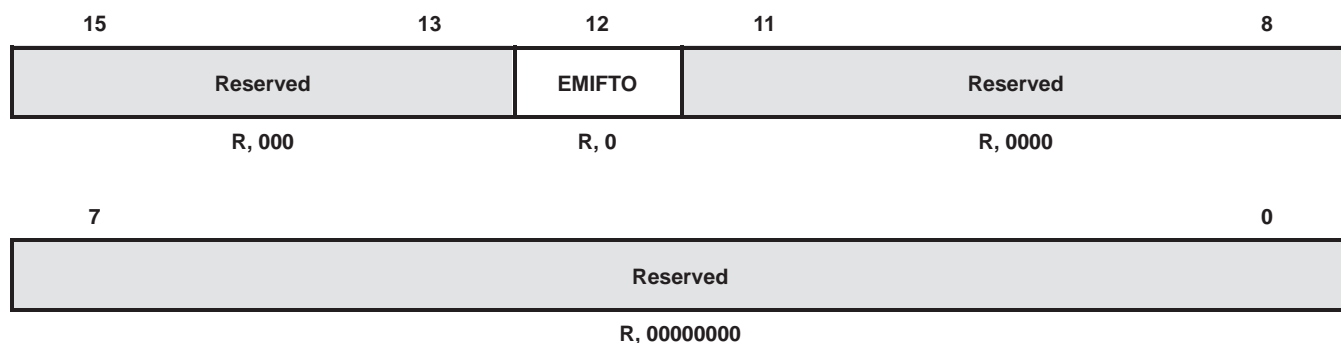 15 13 12 11 8
Reserved EMIFTO Reserved
R, 000 R, 0 R, 0000
7 0
Reserved
R, 00000000